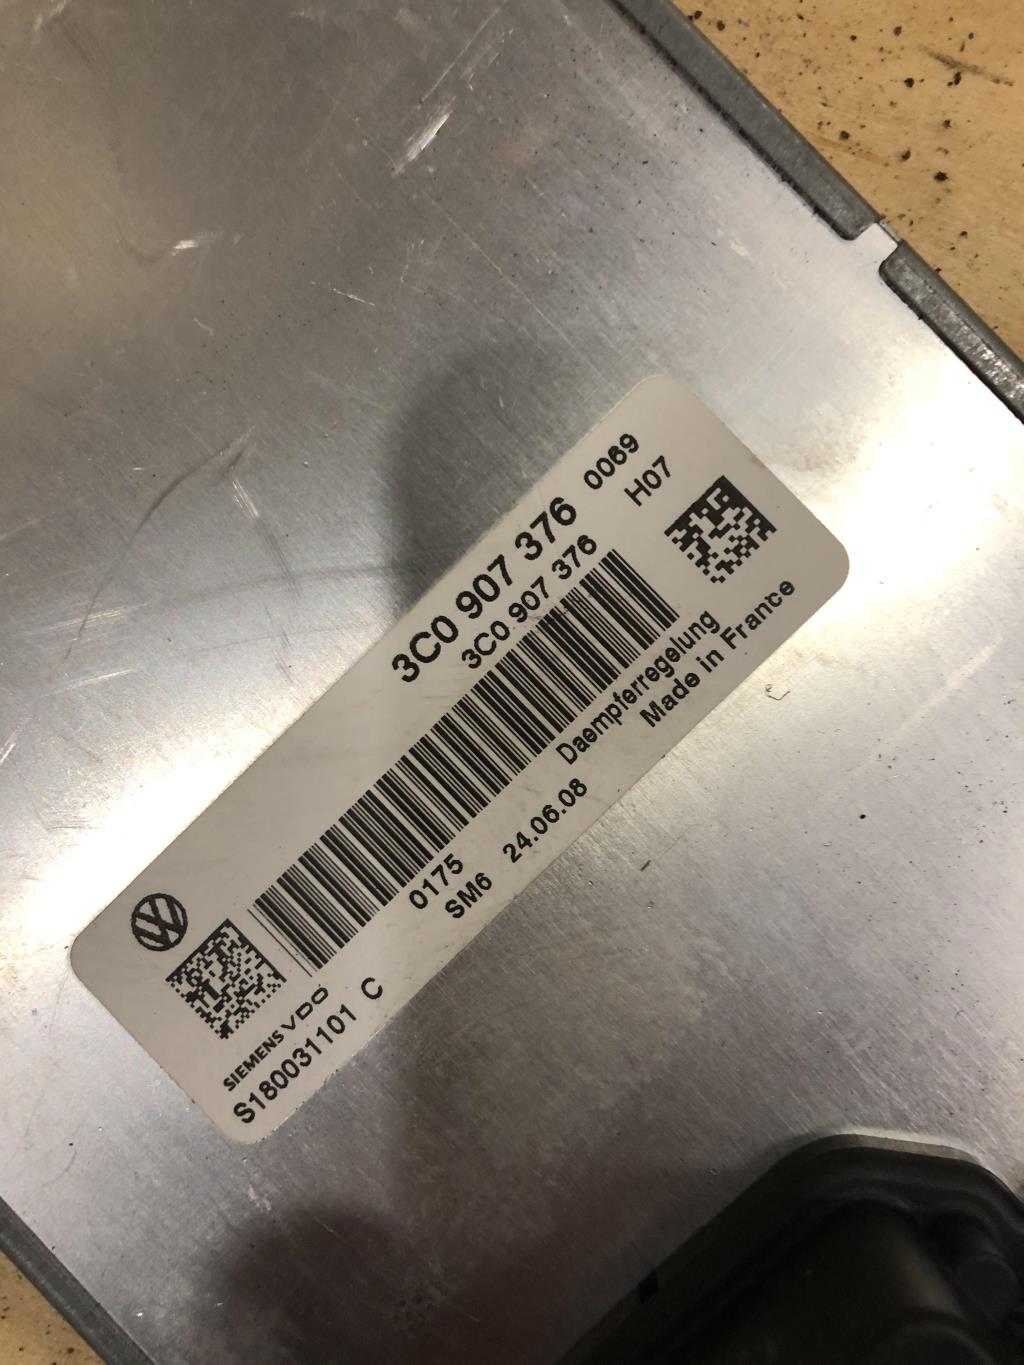 3C0 907 376 0069
3C0 907 376 H07
Daempferregelung
Made in France
0175
SM6 24.06.08
VW
SIEMENS VDO
S180031101 C